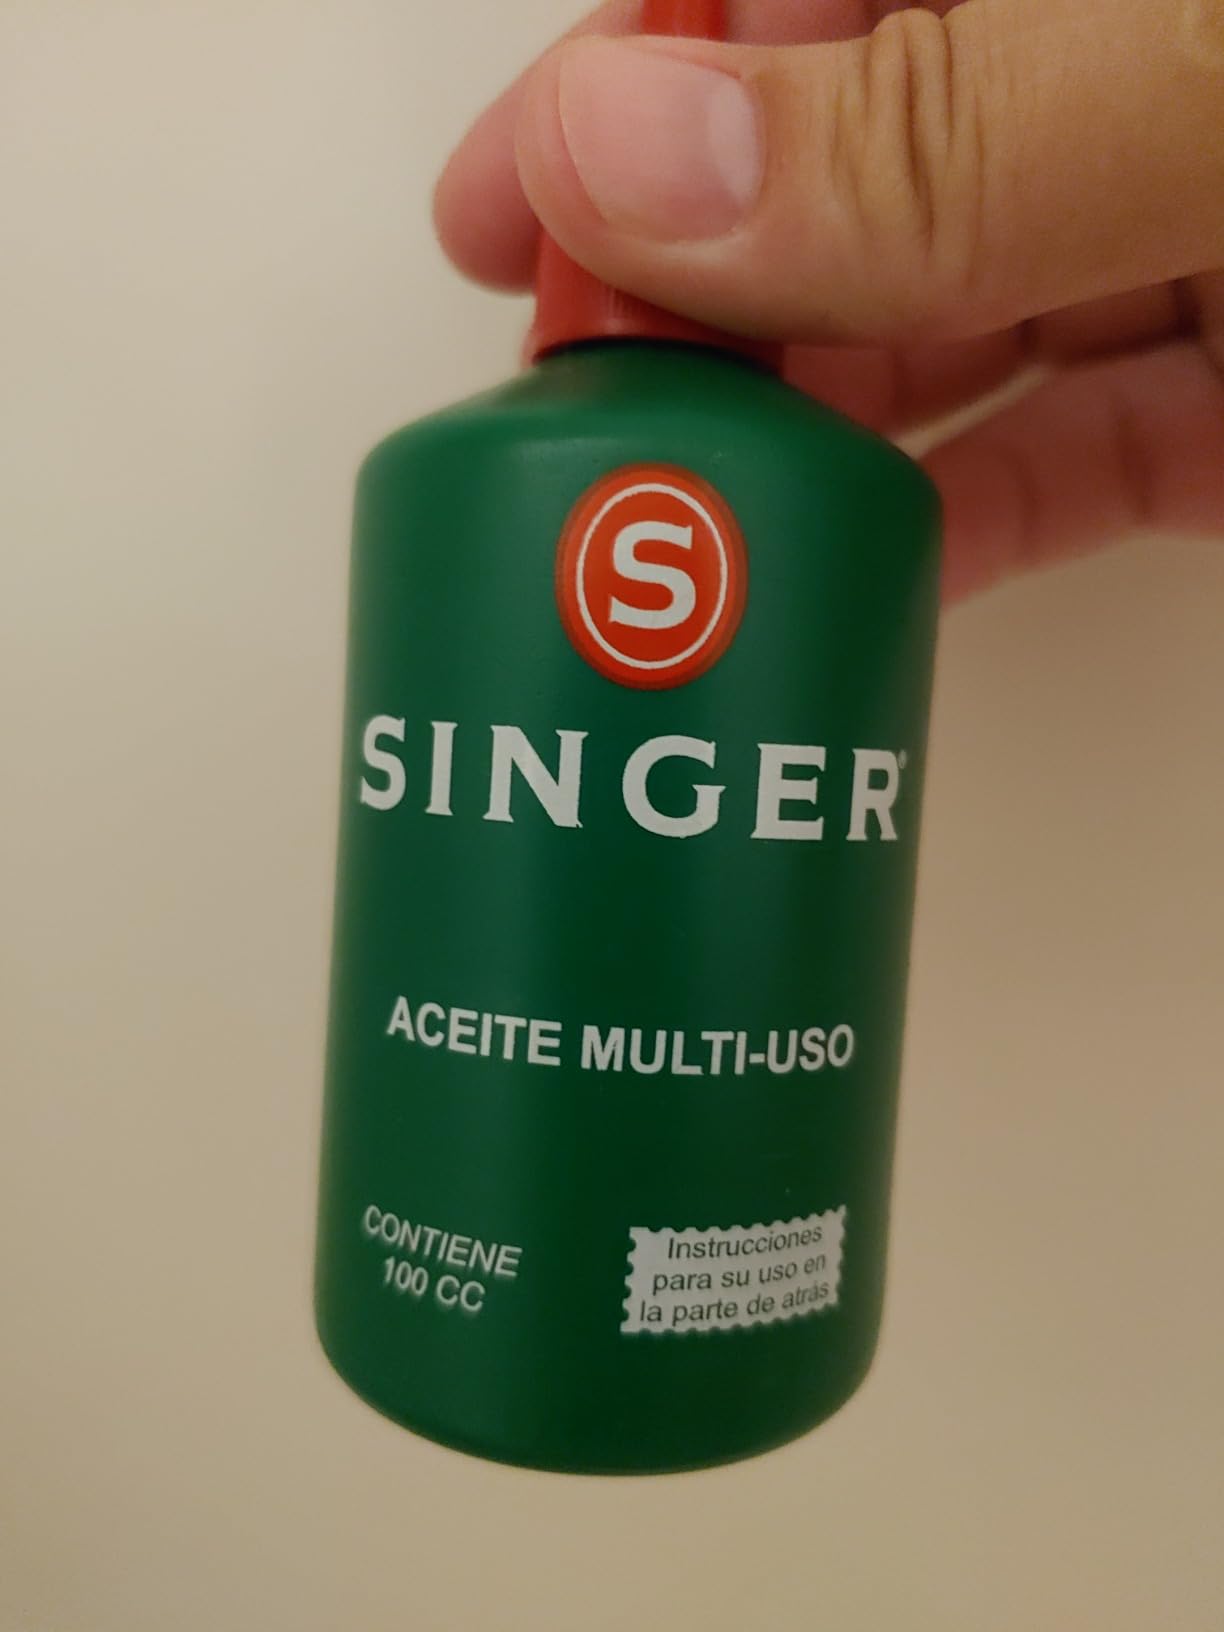 S
SINGER®
ACEITE MULTI-USO
CONTIENE
100 CC
Instrucciones
para su uso en
la parte de atrás